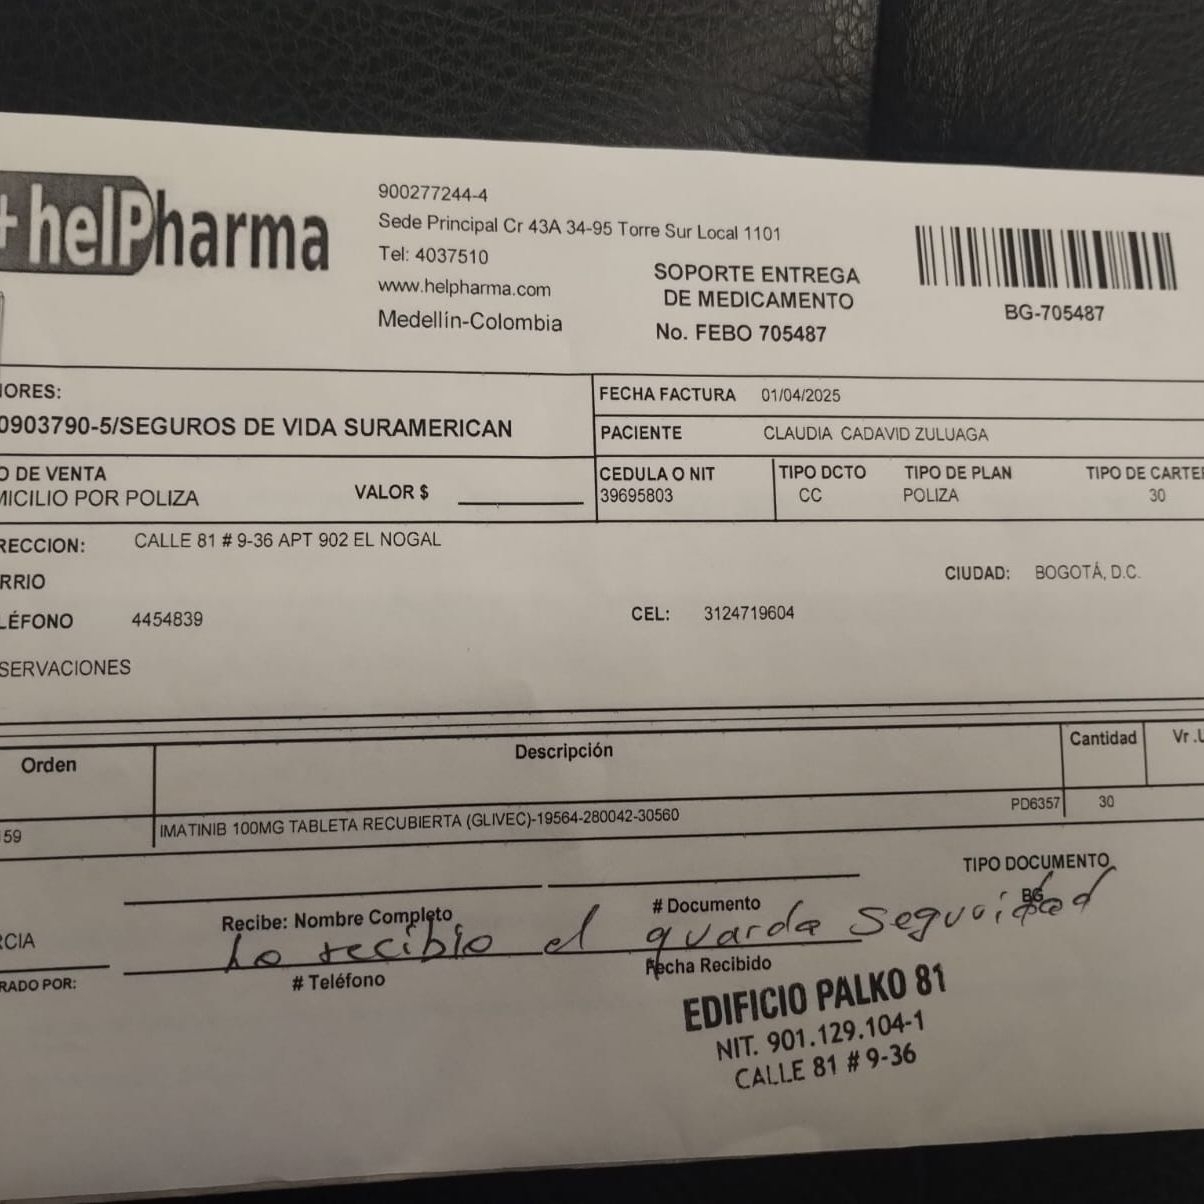 + helPharma
900277244-4
Sede Principal Cr 43A 34-95 Torre Sur Local 1101
Tel: 4037510
www.helpharma.com
Medellín-Colombia
SOPORTE ENTREGA
DE MEDICAMENTO
No. FEBO 705487
BG-705487
IORES:
0903790-5/SEGUROS DE VIDA SURAMERICAN
FECHA FACTURA 01/04/2025
PACIENTE CLAUDIA CADAVID ZULUAGA
O DE VENTA
MICILIO POR POLIZA
VALOR $
CEDULA O NIT
39695803
TIPO DCTO
CC
TIPO DE PLAN
POLIZA
TIPO DE CARTE
30
RECCION: CALLE 81 # 9-36 APT 902 EL NOGAL
RRIO
CIUDAD: BOGOTÁ, D.C.
LÉFONO 4454839
CEL: 3124719604
SERVACIONES
Orden Descripción Cantidad Vr .U
59 IMATINIB 100MG TABLETA RECUBIERTA (GLIVEC)-19564-280042-30560 PD6357 30
TIPO DOCUMENTO
BG
Recibe: Nombre Completo # Documento
RCIA
Lo recibio el guarda seguridad
RADO POR:
# Teléfono Fecha Recibido
EDIFICIO PALKO 81
NIT. 901.129.104-1
CALLE 81 # 9-36